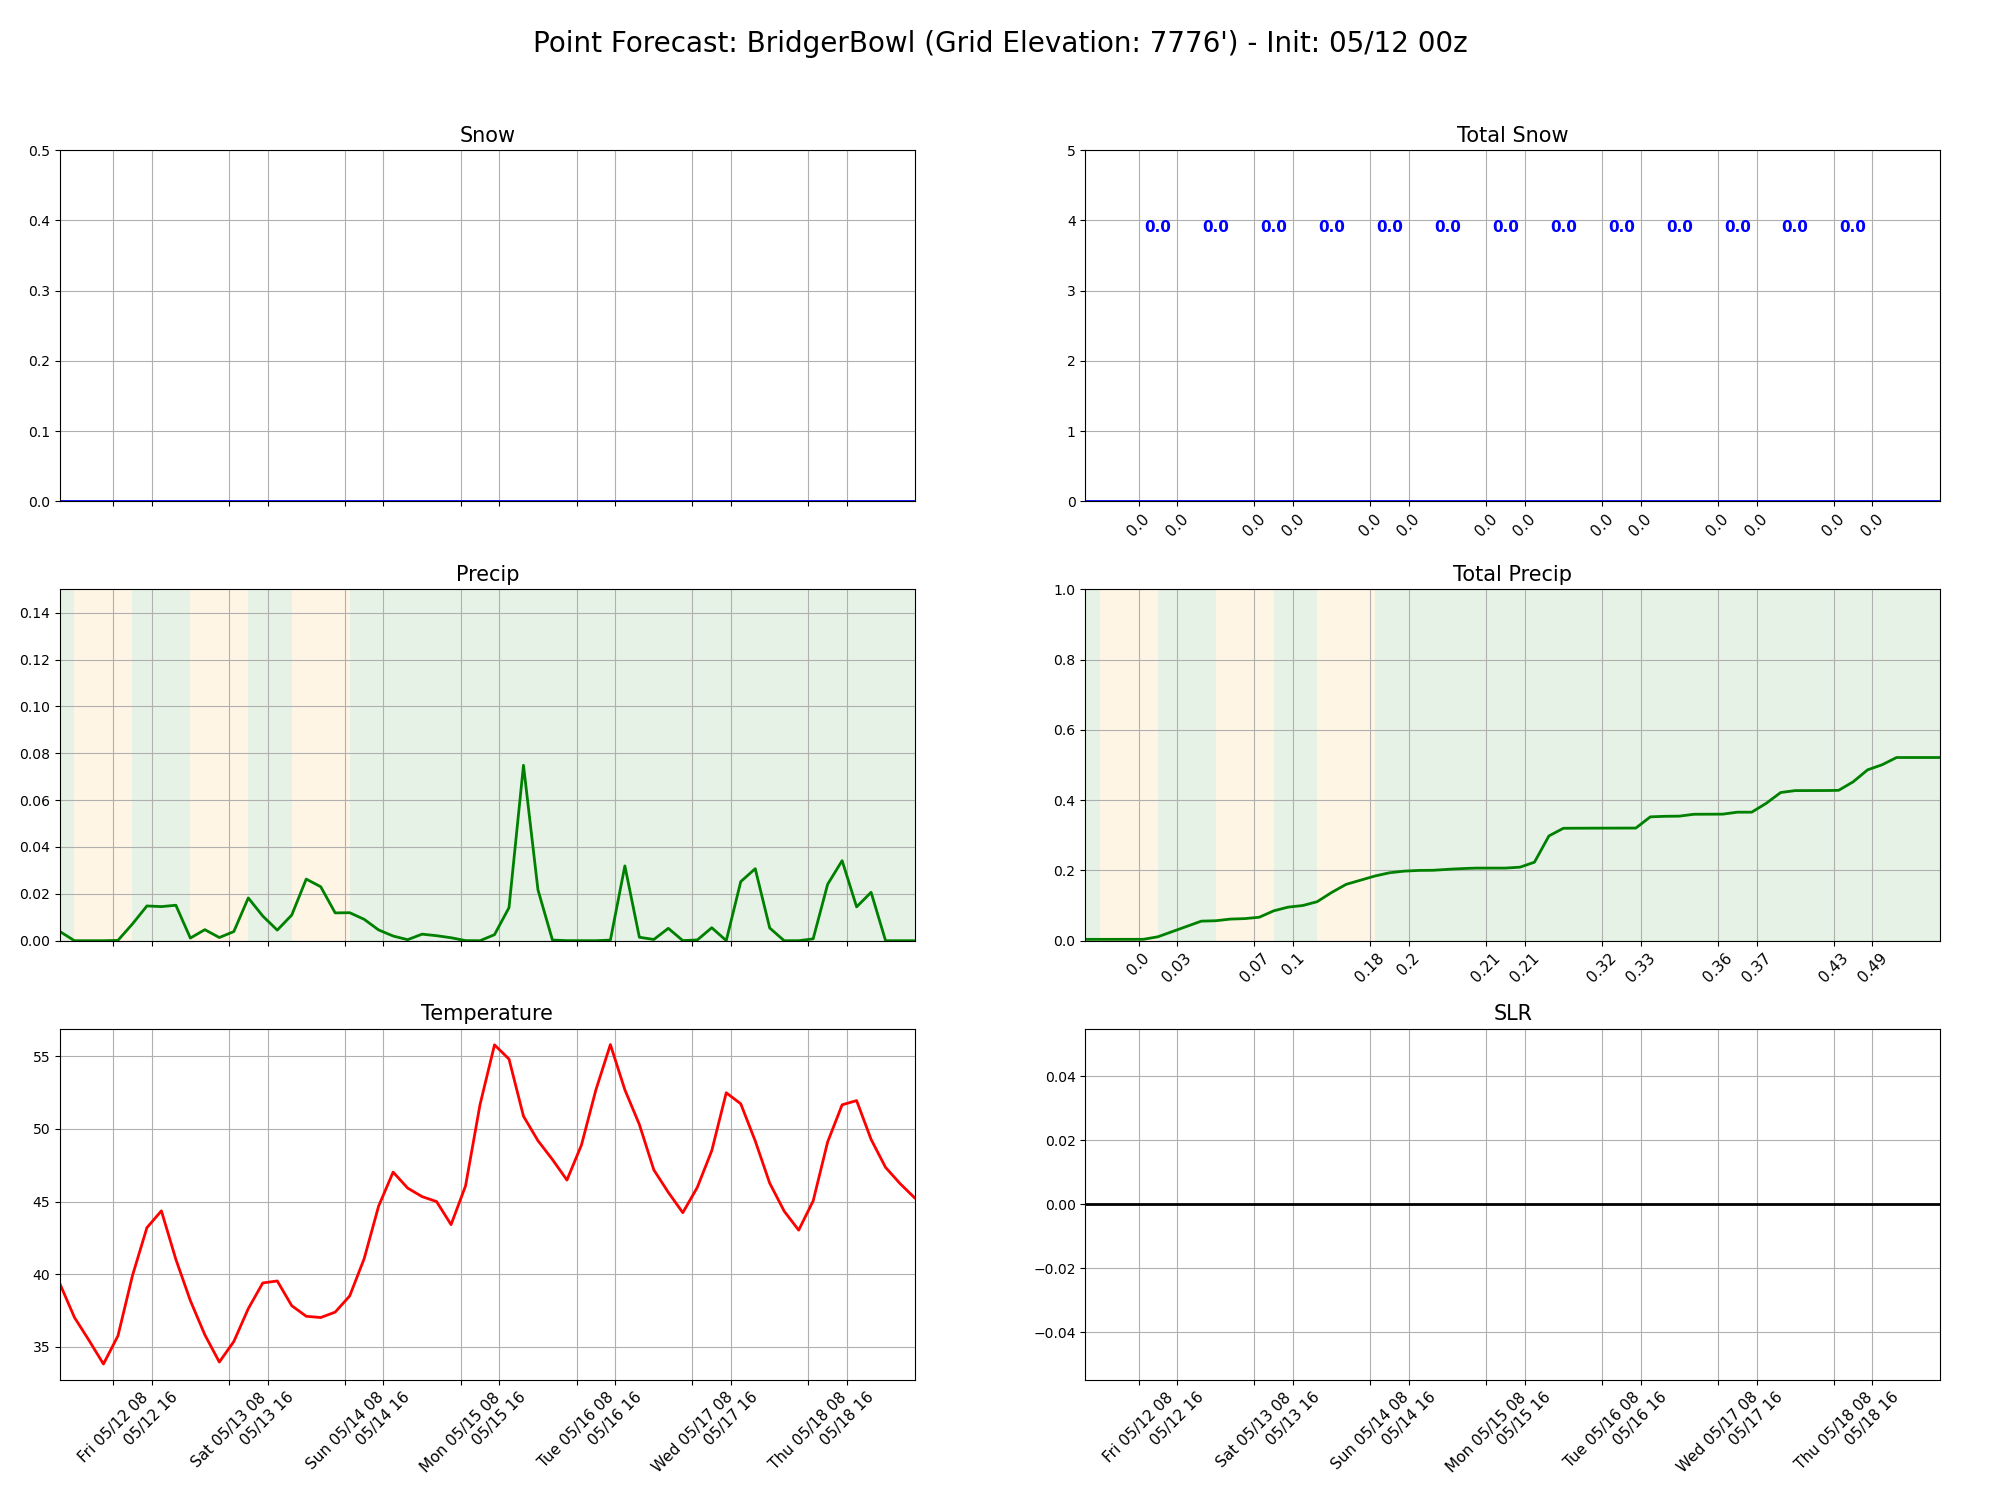 Point Forecast: BridgerBowl (Grid Elevation: 7776') - Init: 05/12 00z
Snow
0.5
0.4
0.3
0.2
0.1
0.0
Total Snow
5
4
3
2
1
0
0.0 0.0 0.0 0.0 0.0 0.0 0.0 0.0 0.0 0.0 0.0 0.0 0.0
0.0 0.0 0.0 0.0 0.0 0.0 0.0 0.0 0.0 0.0 0.0 0.0 0.0 0.0
Precip
0.14
0.12
0.10
0.08
0.06
0.04
0.02
0.00
Total Precip
1.0
0.8
0.6
0.4
0.2
0.0
0.0 0.03 0.07 0.1 0.18 0.2 0.21 0.21 0.32 0.33 0.36 0.37 0.43 0.49
Temperature
55
50
45
40
35
Fri 05/12 08
05/12 16
Sat 05/13 08
05/13 16
Sun 05/14 08
05/14 16
Mon 05/15 08
05/15 16
Tue 05/16 08
05/16 16
Wed 05/17 08
05/17 16
Thu 05/18 08
05/18 16
SLR
0.04
0.02
0.00
−0.02
−0.04
Fri 05/12 08
05/12 16
Sat 05/13 08
05/13 16
Sun 05/14 08
05/14 16
Mon 05/15 08
05/15 16
Tue 05/16 08
05/16 16
Wed 05/17 08
05/17 16
Thu 05/18 08
05/18 16